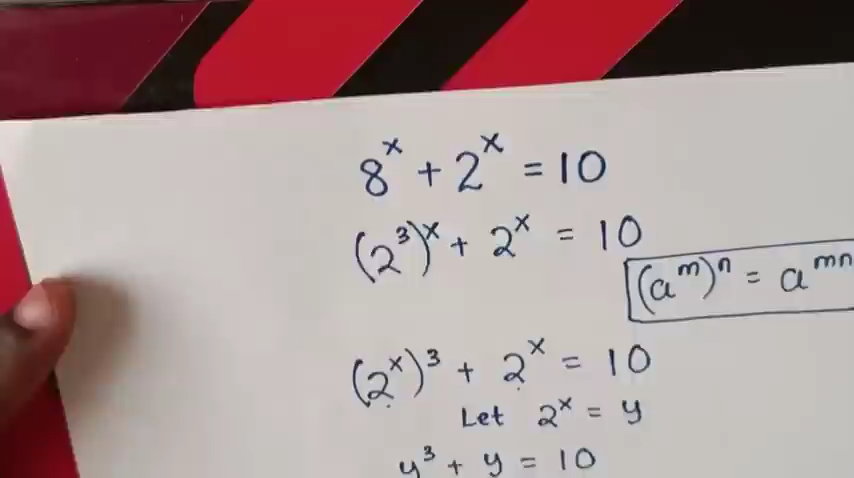 8^x + 2^x = 10
(2^3)^x + 2^x = 10
(a^m)^n = a^mn
(2^x)^3 + 2^x = 10
Let 2^x = y
y^3 + y = 10